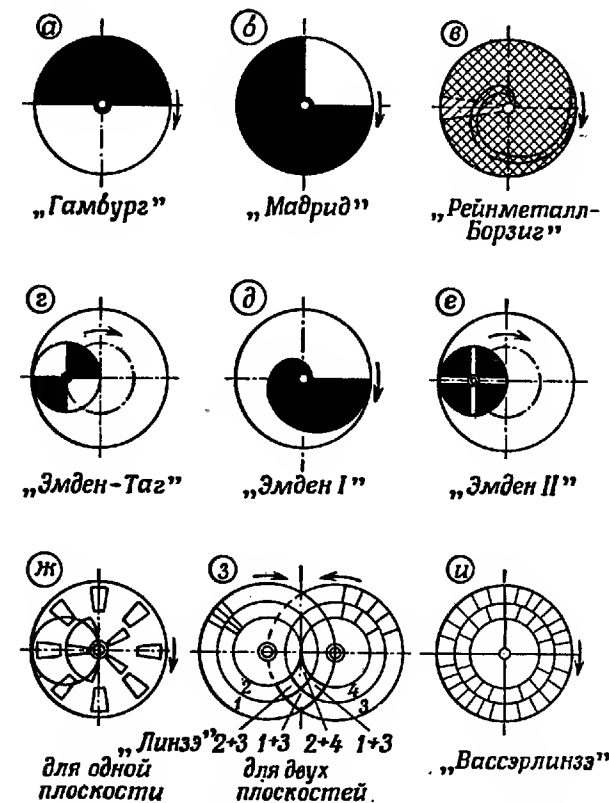 а б в
„Гамбург” „Мадрид” „Рейнметалл-
Борзиг”
г д е
„Эмден-Таг” „Эмден I” „Эмден II”
ж з и
2 4
1 3
„Линзэ” 2+3 1+3 2+4 1+3 „Вассэрлинзэ”
для одной для двух
плоскости плоскостей